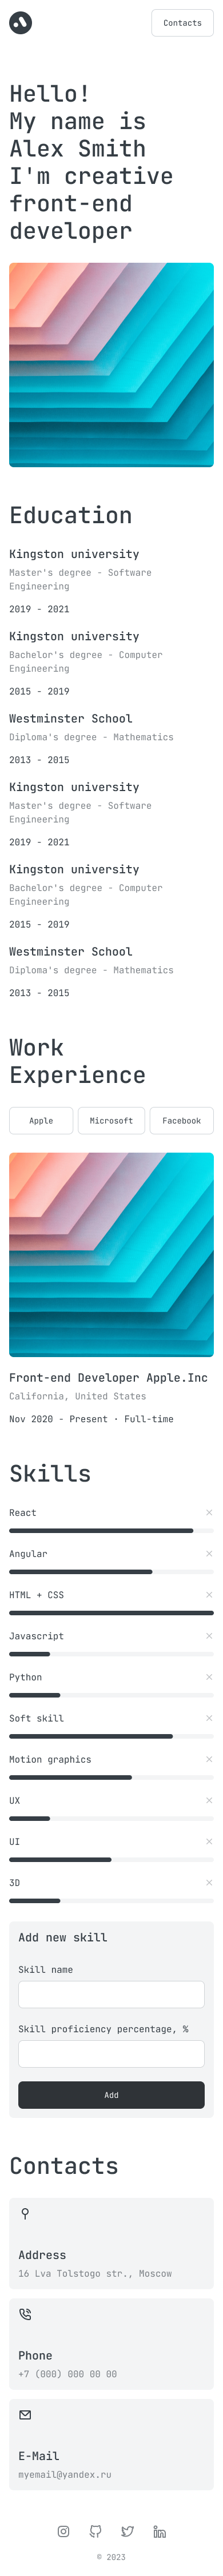 Contacts
Hello!
My name is
Alex Smith
I'm creative
front-end
developer
Education
Kingston university
Master's degree - Software
Engineering
2019 - 2021
Kingston university
Bachelor's degree - Computer
Engineering
2015 - 2019
Westminster School
Diploma's degree - Mathematics
2013 - 2015
Kingston university
Master's degree - Software
Engineering
2019 - 2021
Kingston university
Bachelor's degree - Computer
Engineering
2015 - 2019
Westminster School
Diploma's degree - Mathematics
2013 - 2015
Work
Experience
Apple Microsoft Facebook
Front-end Developer Apple.Inc
California, United States
Nov 2020 - Present · Full-time
Skills
React
Angular
HTML + CSS
Javascript
Python
Soft skill
Motion graphics
UX
UI
3D
Add new skill
Skill name
Skill proficiency percentage, %
Add
Contacts
Address
16 Lva Tolstogo str., Moscow
Phone
+7 (000) 000 00 00
E-Mail
myemail@yandex.ru
© 2023